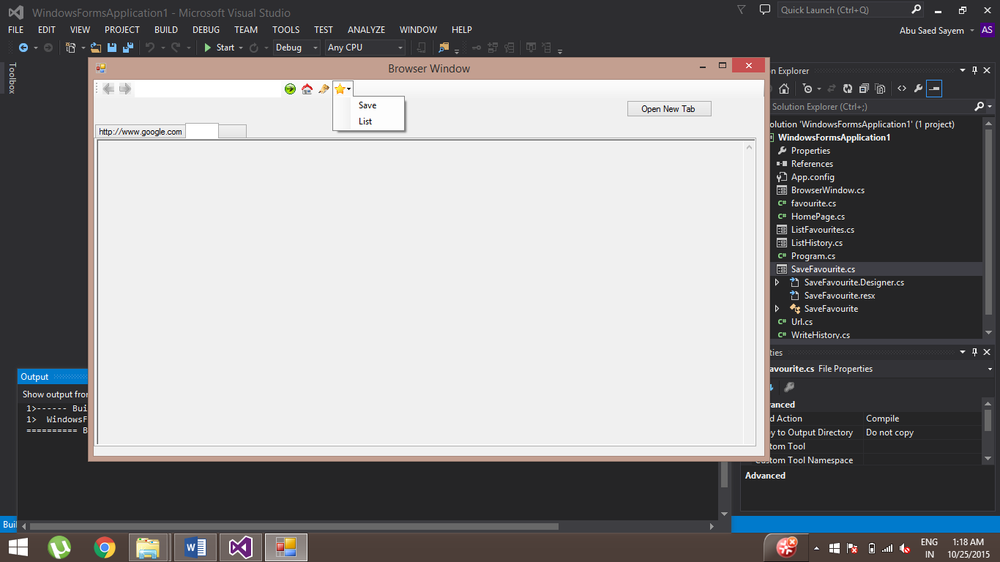 WindowsFormsApplication1 - Microsoft Visual Studio
Quick Launch (Ctrl+Q)
FILE EDIT VIEW PROJECT BUILD DEBUG TEAM TOOLS TEST ANALYZE WINDOW HELP
Abu Saed Sayem AS
Start Debug Any CPU
Toolbox
Browser Window
Save
List
Open New Tab
http://www.google.com
on Explorer
Solution Explorer (Ctrl+;)
olution 'WindowsFormsApplication1' (1 project)
WindowsFormsApplication1
Properties
References
App.config
BrowserWindow.cs
favourite.cs
HomePage.cs
ListFavourites.cs
ListHistory.cs
Program.cs
SaveFavourite.cs
SaveFavourite.Designer.cs
SaveFavourite.resx
SaveFavourite
Url.cs
WriteHistory.cs
ties
avourite.cs File Properties
vanced
d Action Compile
y to Output Directory Do not copy
stom Tool
Custom Tool Namespace
Advanced
Output
Show output fro
1>------ Bui
1> WindowsF
========== B
Buil
ENG
IN
1:18 AM
10/25/2015